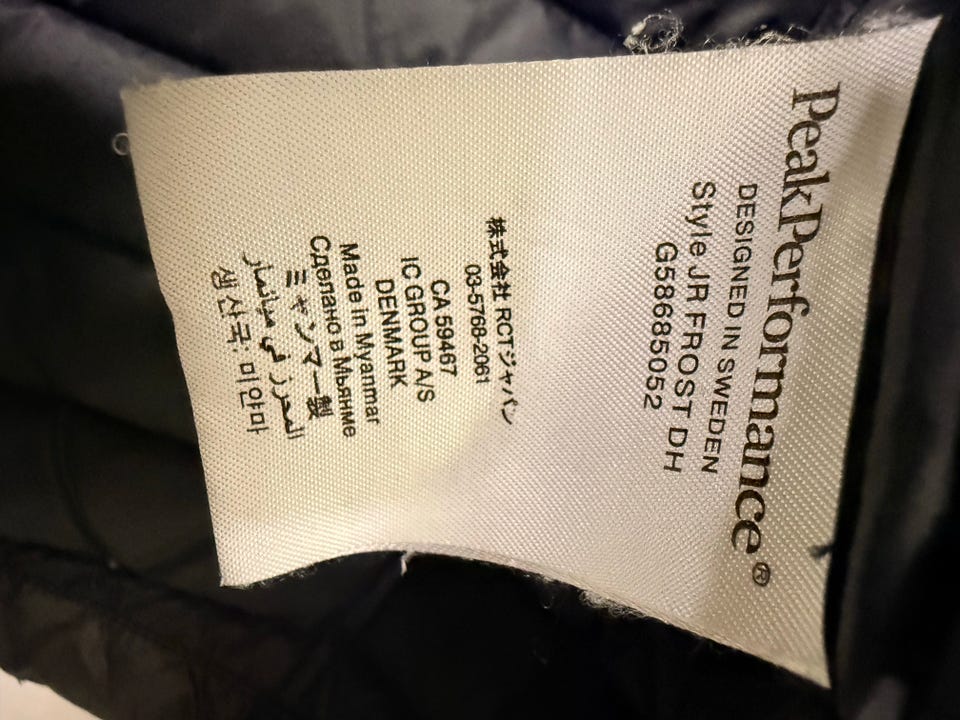 PeakPerformance®
DESIGNED IN SWEDEN
Style JR FROST DH
G58685052
株式会社 RCTジャパン
03-5768-2061
CA 59467
IC GROUP A/S
DENMARK
Made in Myanmar
Сделано в Мьянме
ミャンマー製
المحرز في ميانمار
생산국: 미얀마